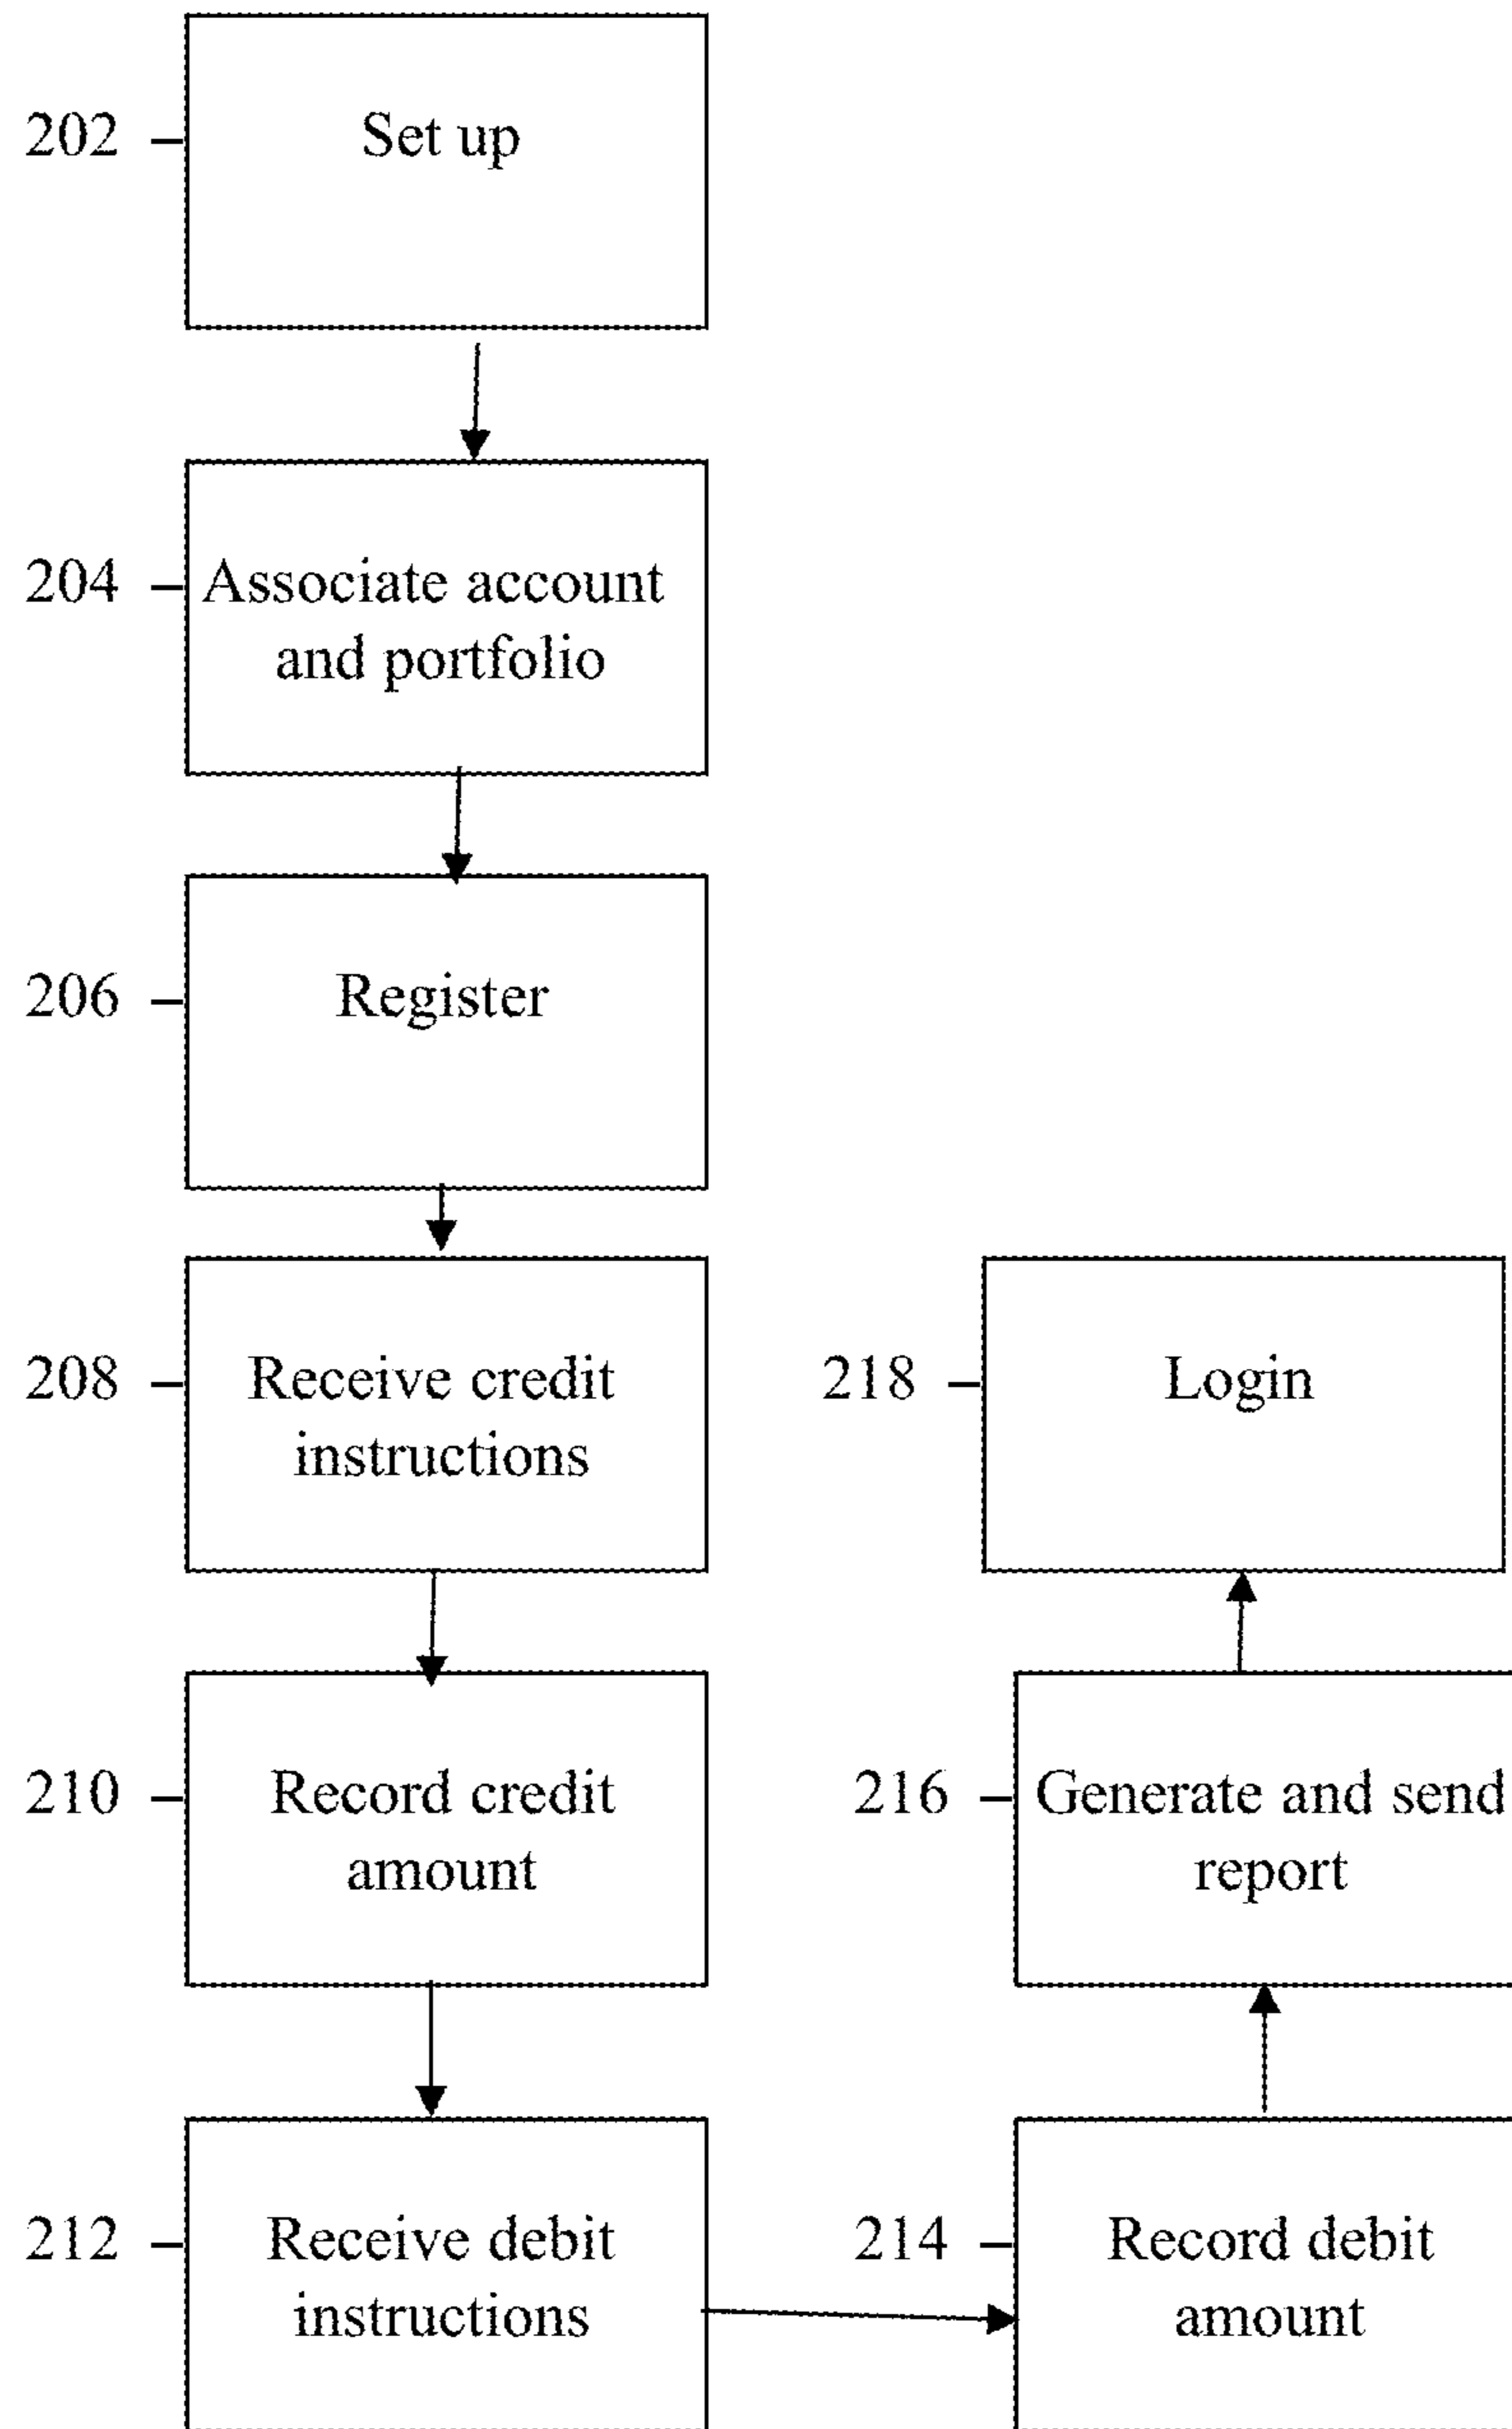 202
Set up
204
Associate account
and portfolio
206
Register
208
Receive credit
instructions
210
Record credit
amount
212
Receive debit
instructions
214
Record debit
amount
216
Generate and send
report
218
Login